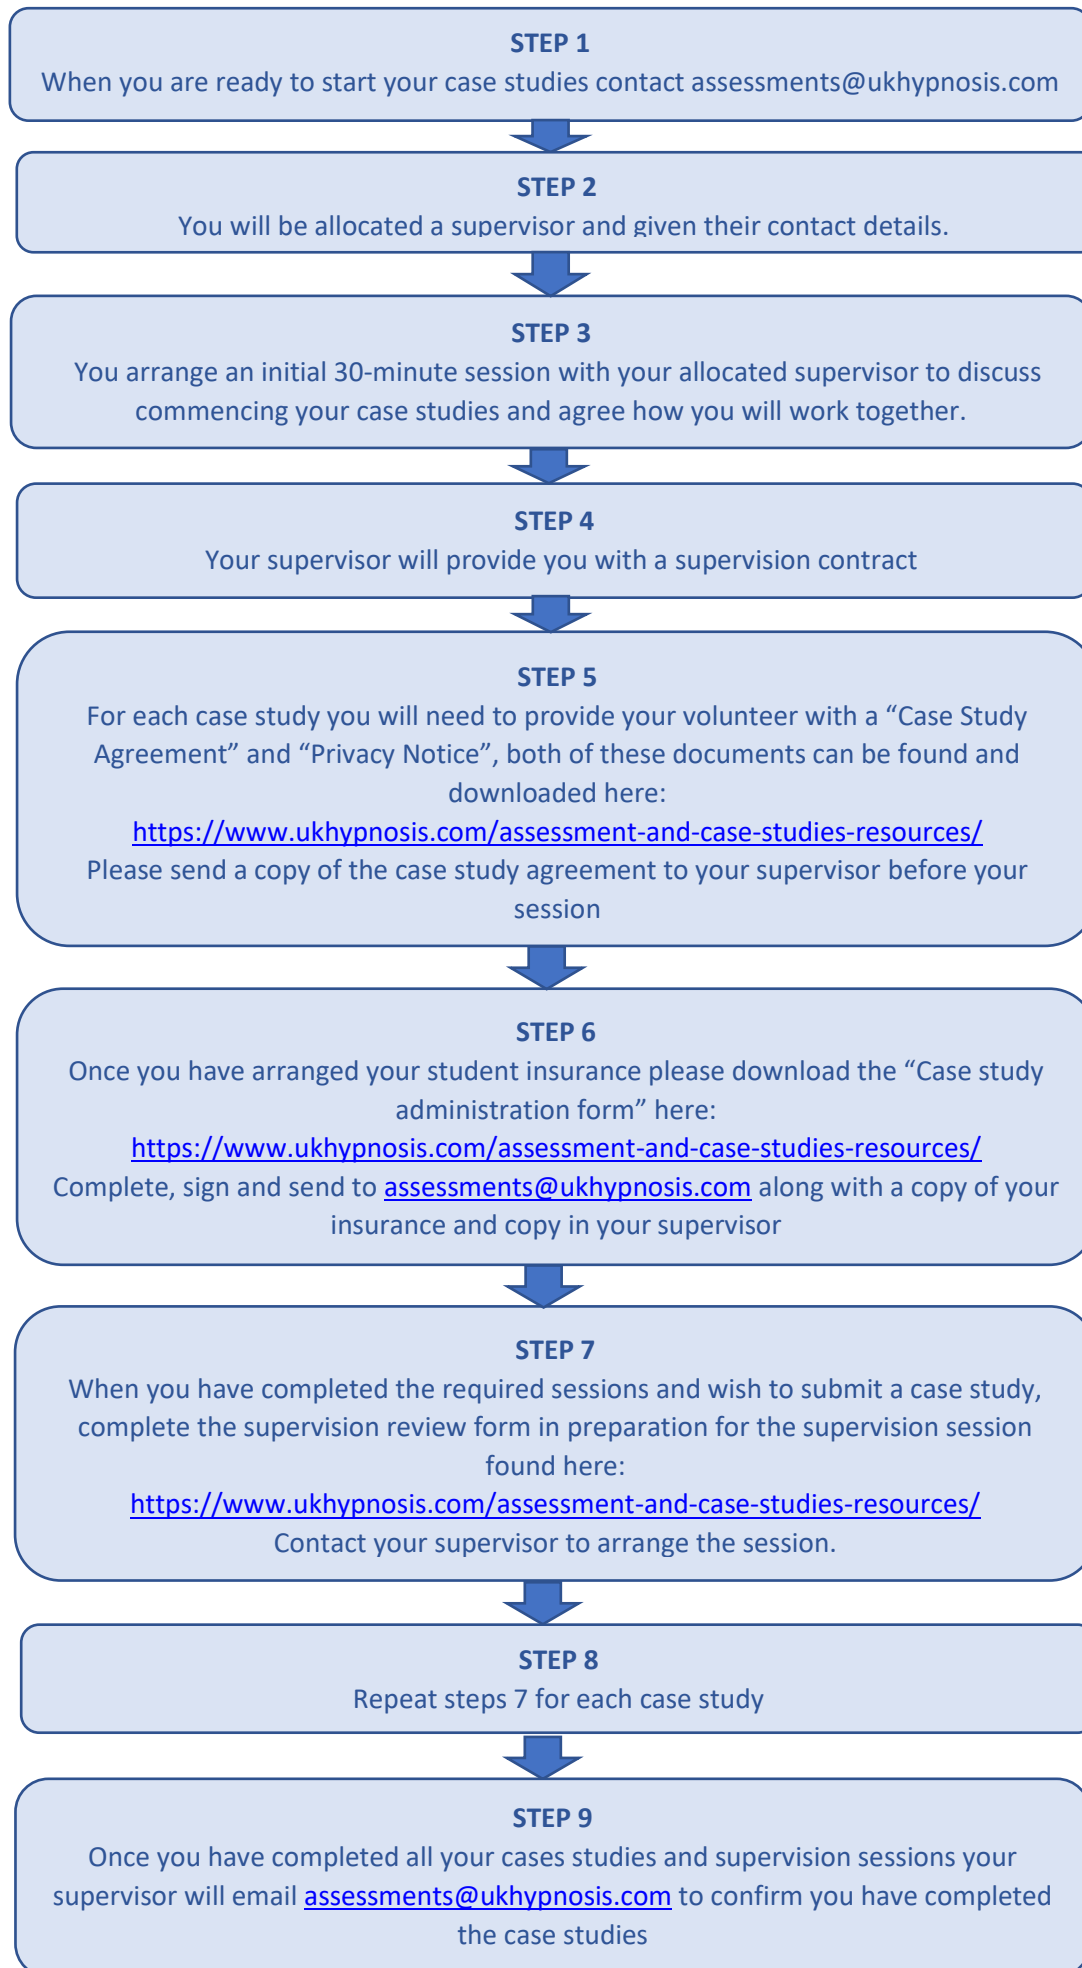 STEP 1
When you are ready to start your case studies contact assessments@ukhypnosis.com
STEP 2
You will be allocated a supervisor and given their contact details.
STEP 3
You arrange an initial 30-minute session with your allocated supervisor to discuss
commencing your case studies and agree how you will work together.
STEP 4
Your supervisor will provide you with a supervision contract
STEP 5
For each case study you will need to provide your volunteer with a “Case Study
Agreement” and “Privacy Notice”, both of these documents can be found and
downloaded here:
https://www.ukhypnosis.com/assessment-and-case-studies-resources/
Please send a copy of the case study agreement to your supervisor before your
session
STEP 6
Once you have arranged your student insurance please download the “Case study
administration form” here:
https://www.ukhypnosis.com/assessment-and-case-studies-resources/
Complete, sign and send to assessments@ukhypnosis.com along with a copy of your
insurance and copy in your supervisor
STEP 7
When you have completed the required sessions and wish to submit a case study,
complete the supervision review form in preparation for the supervision session
found here:
https://www.ukhypnosis.com/assessment-and-case-studies-resources/
Contact your supervisor to arrange the session.
STEP 8
Repeat steps 7 for each case study
STEP 9
Once you have completed all your cases studies and supervision sessions your
supervisor will email assessments@ukhypnosis.com to confirm you have completed
the case studies